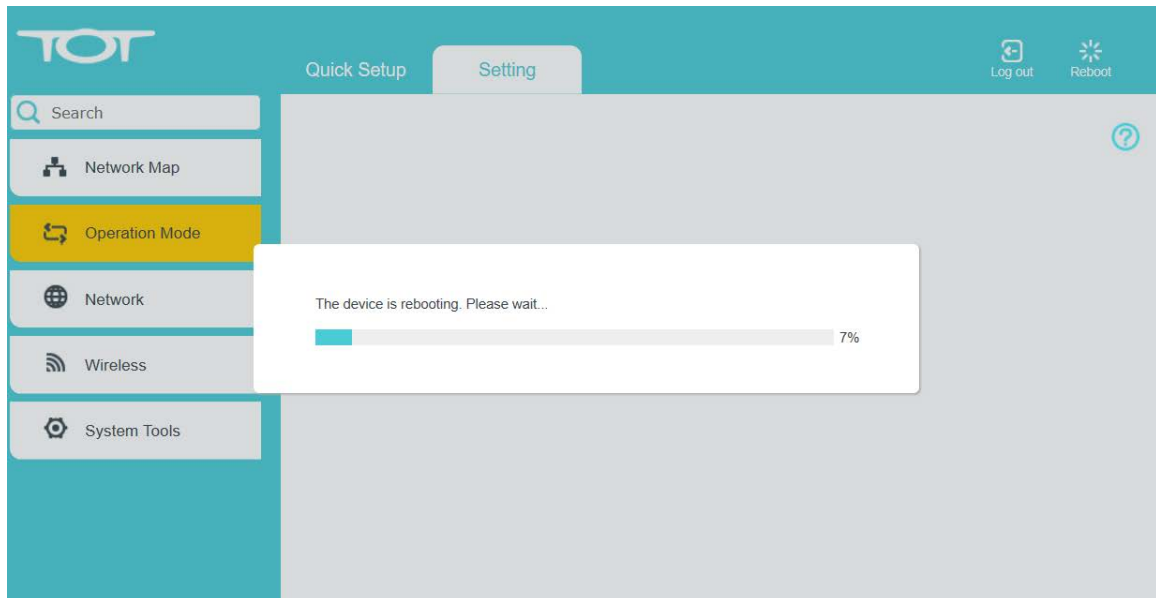 TOT
Quick Setup
Setting
Log out
Reboot
Search
Network Map
Operation Mode
Network
Wireless
System Tools
The device is rebooting. Please wait...
7%
?